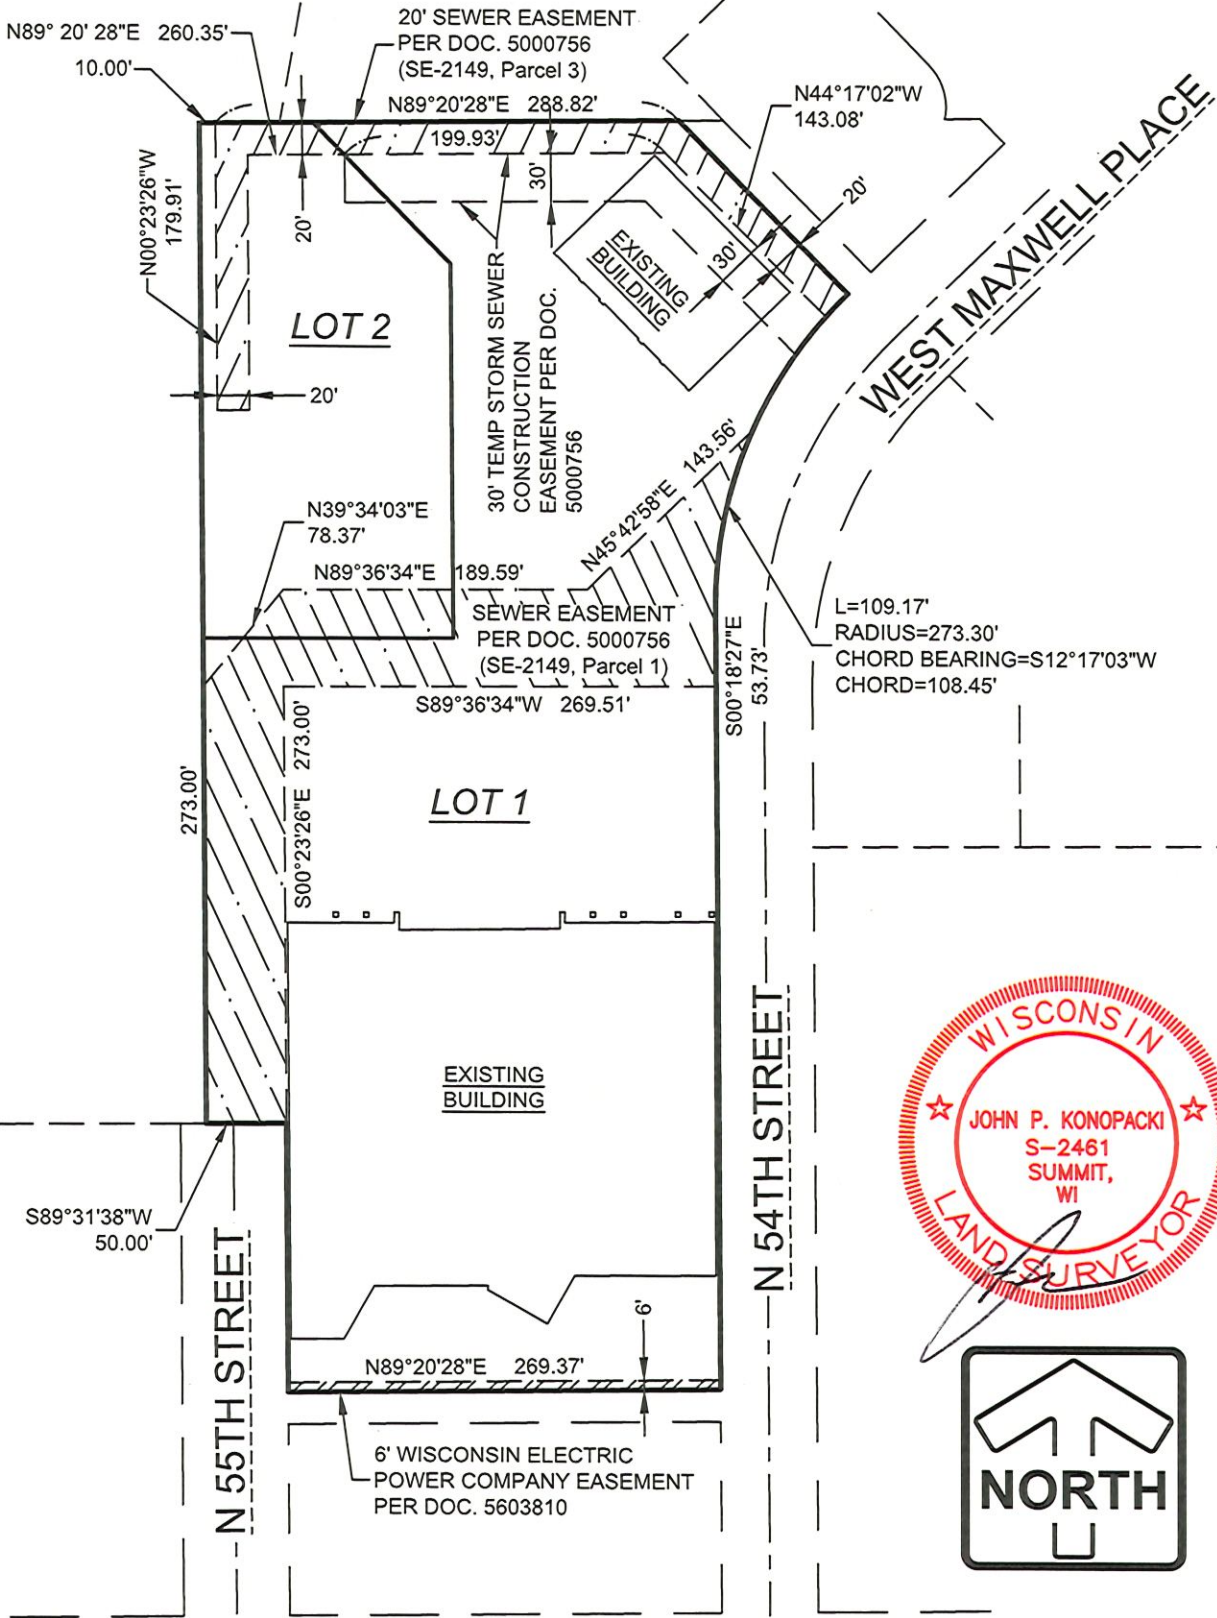 N89° 20' 28"E 260.35'
10.00'
20' SEWER EASEMENT
PER DOC. 5000756
(SE-2149, Parcel 3)
N89°20'28"E 288.82'
199.93'
N44°17'02"W
143.08'
WEST MAXWELL PLACE
N00°23'26"W
179.91'
20'
30'
20'
30'
EXISTING
BUILDING
LOT 2
20'
30' TEMP STORM SEWER
CONSTRUCTION
EASEMENT PER DOC.
5000756
N45°42'58"E 143.56'
N39°34'03"E
78.37'
N89°36'34"E 189.59'
SEWER EASEMENT
PER DOC. 5000756
(SE-2149, Parcel 1)
S00°18'27"E
53.73'
L=109.17'
RADIUS=273.30'
CHORD BEARING=S12°17'03"W
CHORD=108.45'
S89°36'34"W 269.51'
273.00'
S00°23'26"E 273.00'
LOT 1
EXISTING
BUILDING
N 54TH STREET
WISCONSIN
JOHN P. KONOPACKI
S-2461
SUMMIT,
WI
LAND SURVEYOR
S89°31'38"W
50.00'
N 55TH STREET
6'
N89°20'28"E 269.37'
6' WISCONSIN ELECTRIC
POWER COMPANY EASEMENT
PER DOC. 5603810
NORTH